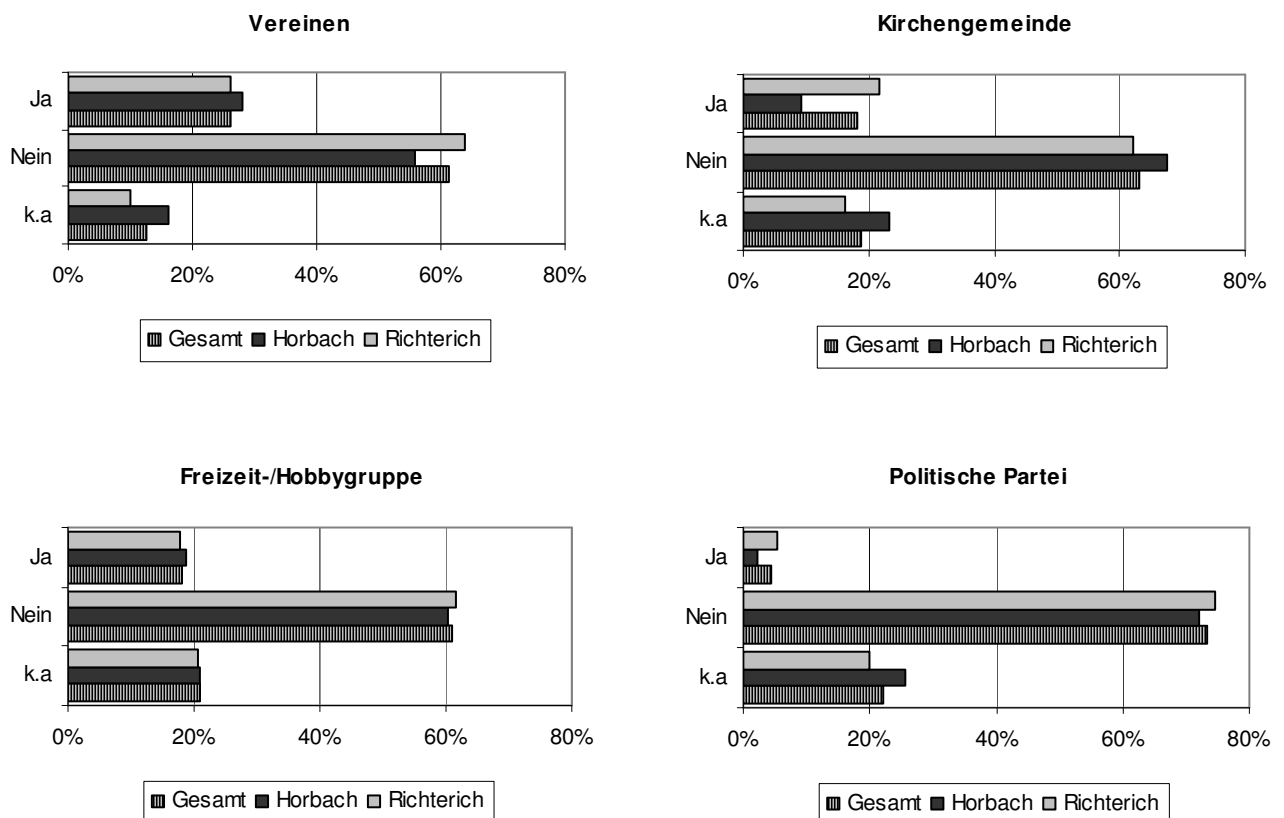 Vereinen
Ja
Nein
k.a
0% 20% 40% 60% 80%
Gesamt Horbach Richterich
Kirchengemeinde
Ja
Nein
k.a
0% 20% 40% 60% 80%
Gesamt Horbach Richterich
Freizeit-/Hobbygruppe
Ja
Nein
k.a
0% 20% 40% 60% 80%
Gesamt Horbach Richterich
Politische Partei
Ja
Nein
k.a
0% 20% 40% 60% 80%
Gesamt Horbach Richterich